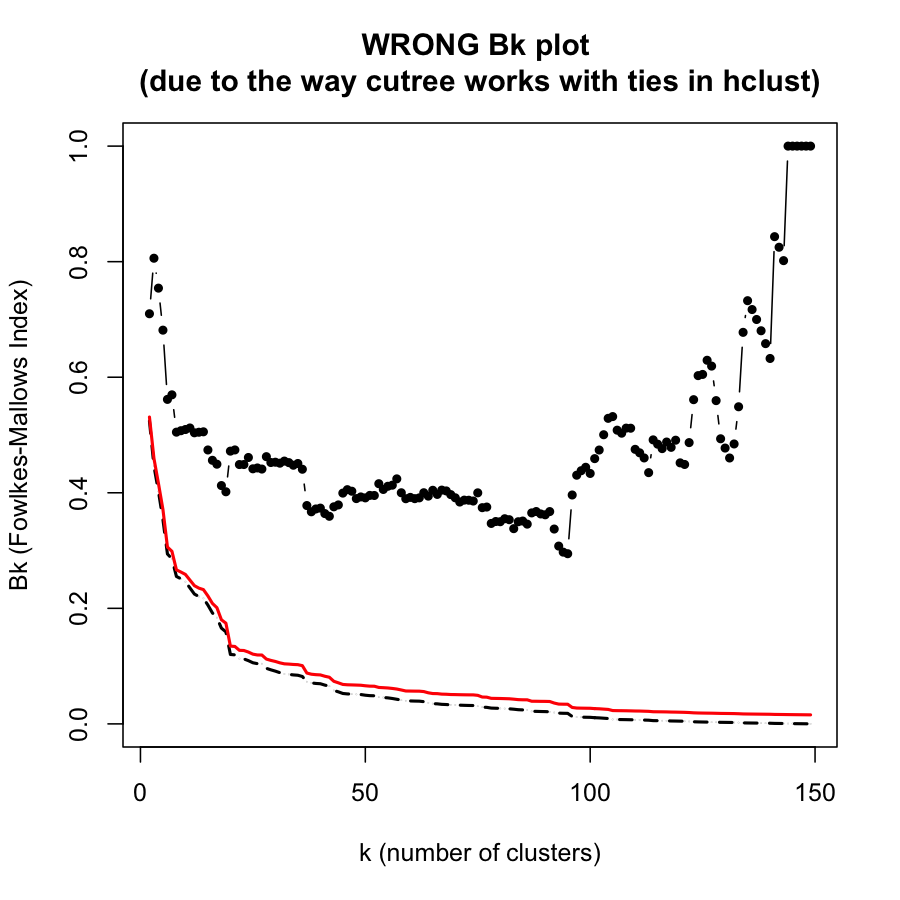 WRONG Bk plot
(due to the way cutree works with ties in hclust)
Bk (Fowlkes-Mallows Index)
1.0
0.8
0.6
0.4
0.2
0.0
0 50 100 150
k (number of clusters)